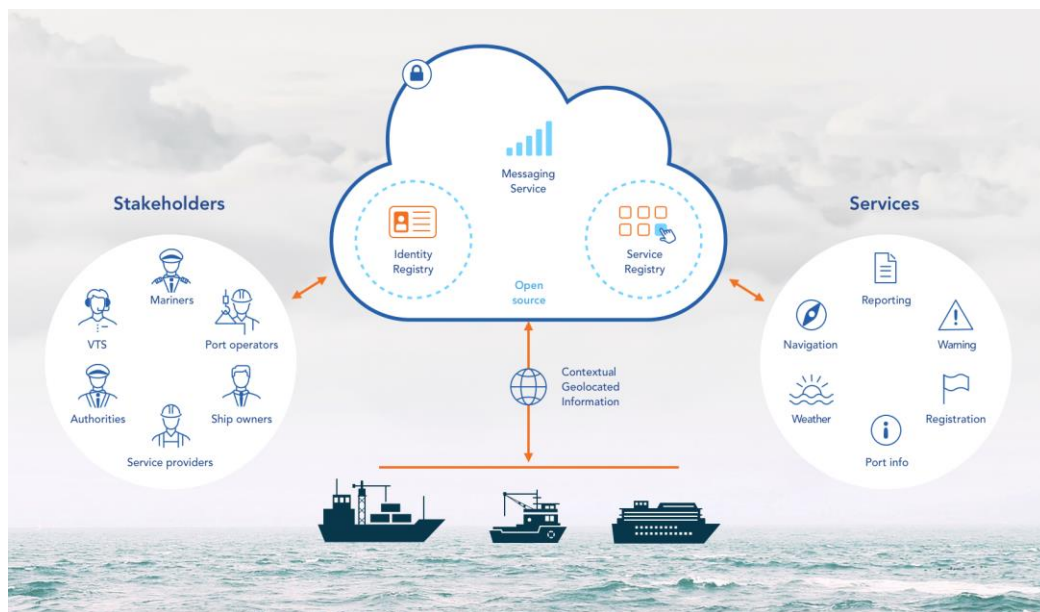 Messaging
Service
Stakeholders
Services
Identity
Registry
Service
Registry
Open
source
Mariners
VTS
Port operators
Authorities
Ship owners
Service providers
Contextual
Geolocated
Information
Reporting
Navigation
Warning
Weather
Registration
Port info